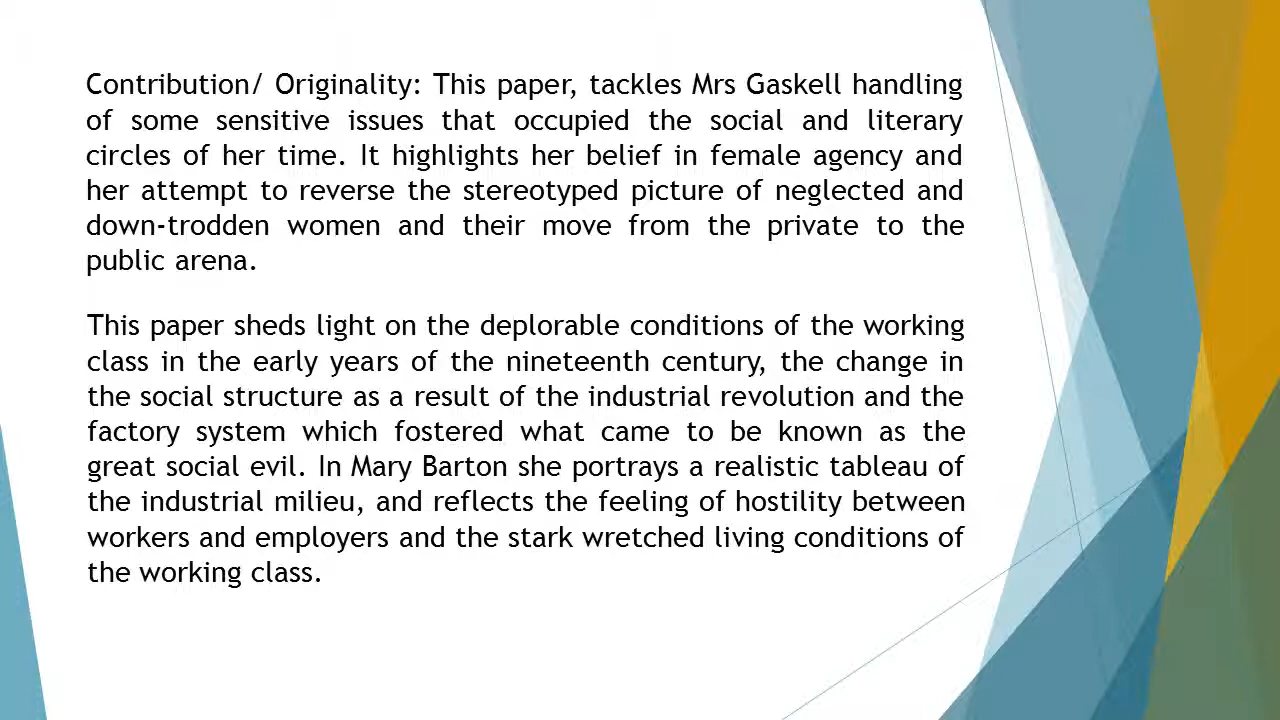 Contribution/ Originality: This paper, tackles Mrs Gaskell handling
of some sensitive issues that occupied the social and literary
circles of her time. It highlights her belief in female agency and
her attempt to reverse the stereotyped picture of neglected and
down-trodden women and their move from the private to the
public arena.
This paper sheds light on the deplorable conditions of the working
class in the early years of the nineteenth century, the change in
the social structure as a result of the industrial revolution and the
factory system which fostered what came to be known as the
great social evil. In Mary Barton she portrays a realistic tableau of
the industrial milieu, and reflects the feeling of hostility between
workers and employers and the stark wretched living conditions of
the working class.